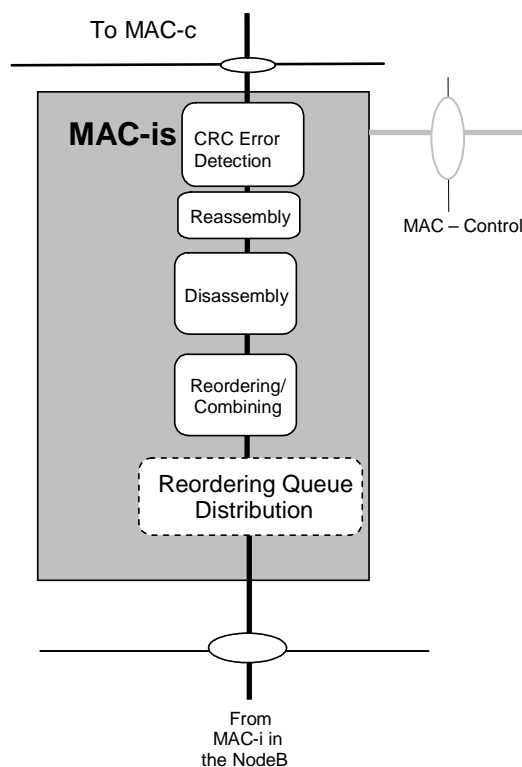 To MAC-c
MAC-is
CRC Error
Detection
Reassembly
MAC – Control
Disassembly
Reordering/
Combining
Reordering Queue
Distribution
From
MAC-i in
the NodeB